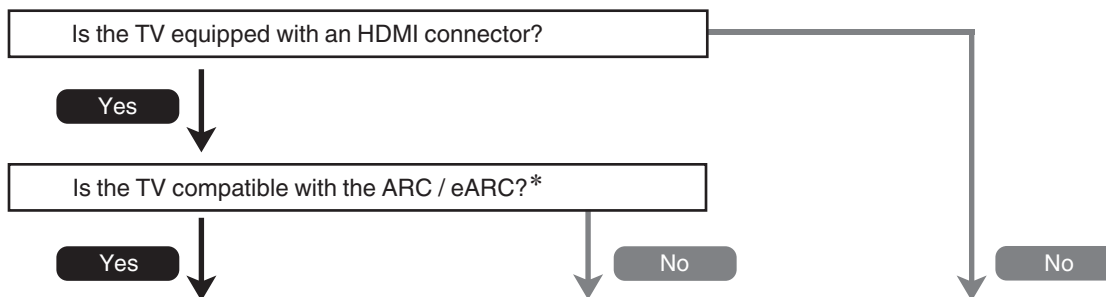 Is the TV equipped with an HDMI connector?
Yes
Is the TV compatible with the ARC / eARC?*
Yes
No
No